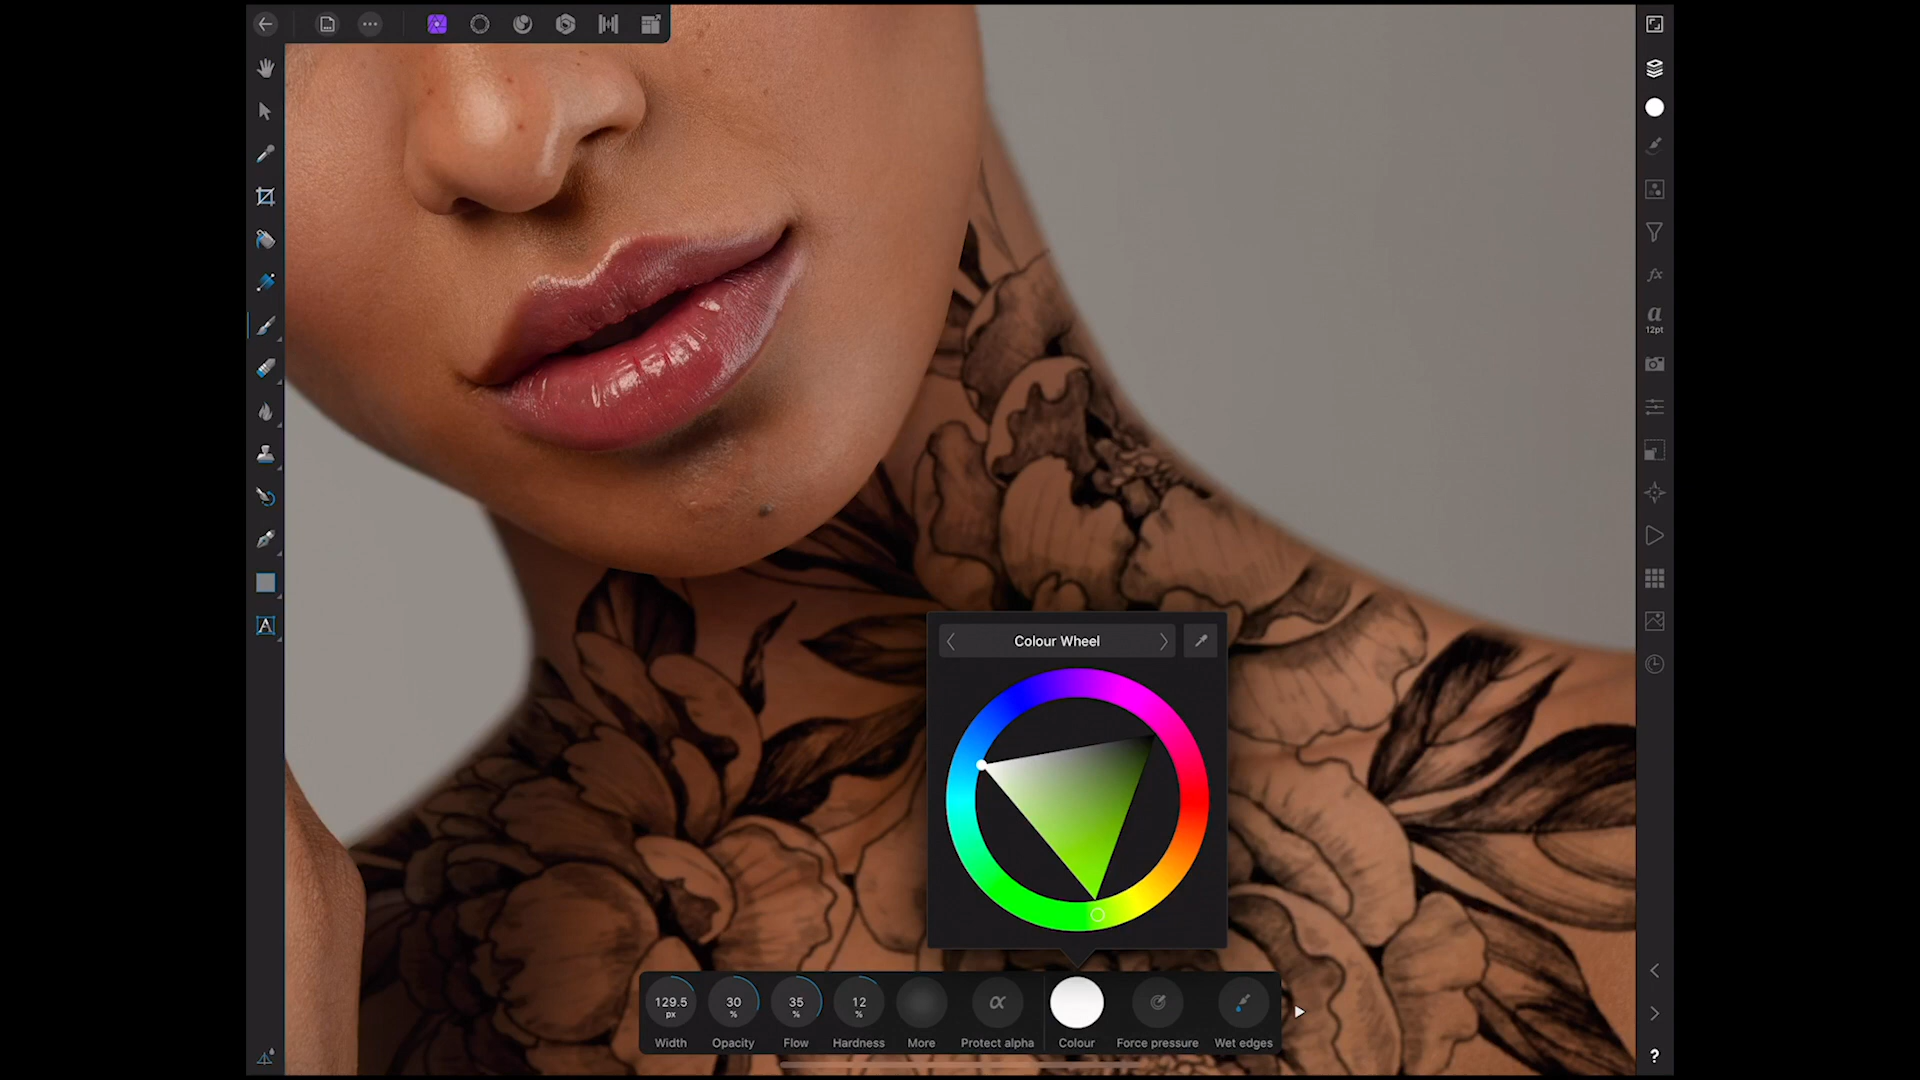 12pt
Colour Wheel
129.5 px
30 %
35 %
12 %
α
Width
Opacity
Flow
Hardness
More
Protect alpha
Colour
Force pressure
Wet edges
fx
a
A
?